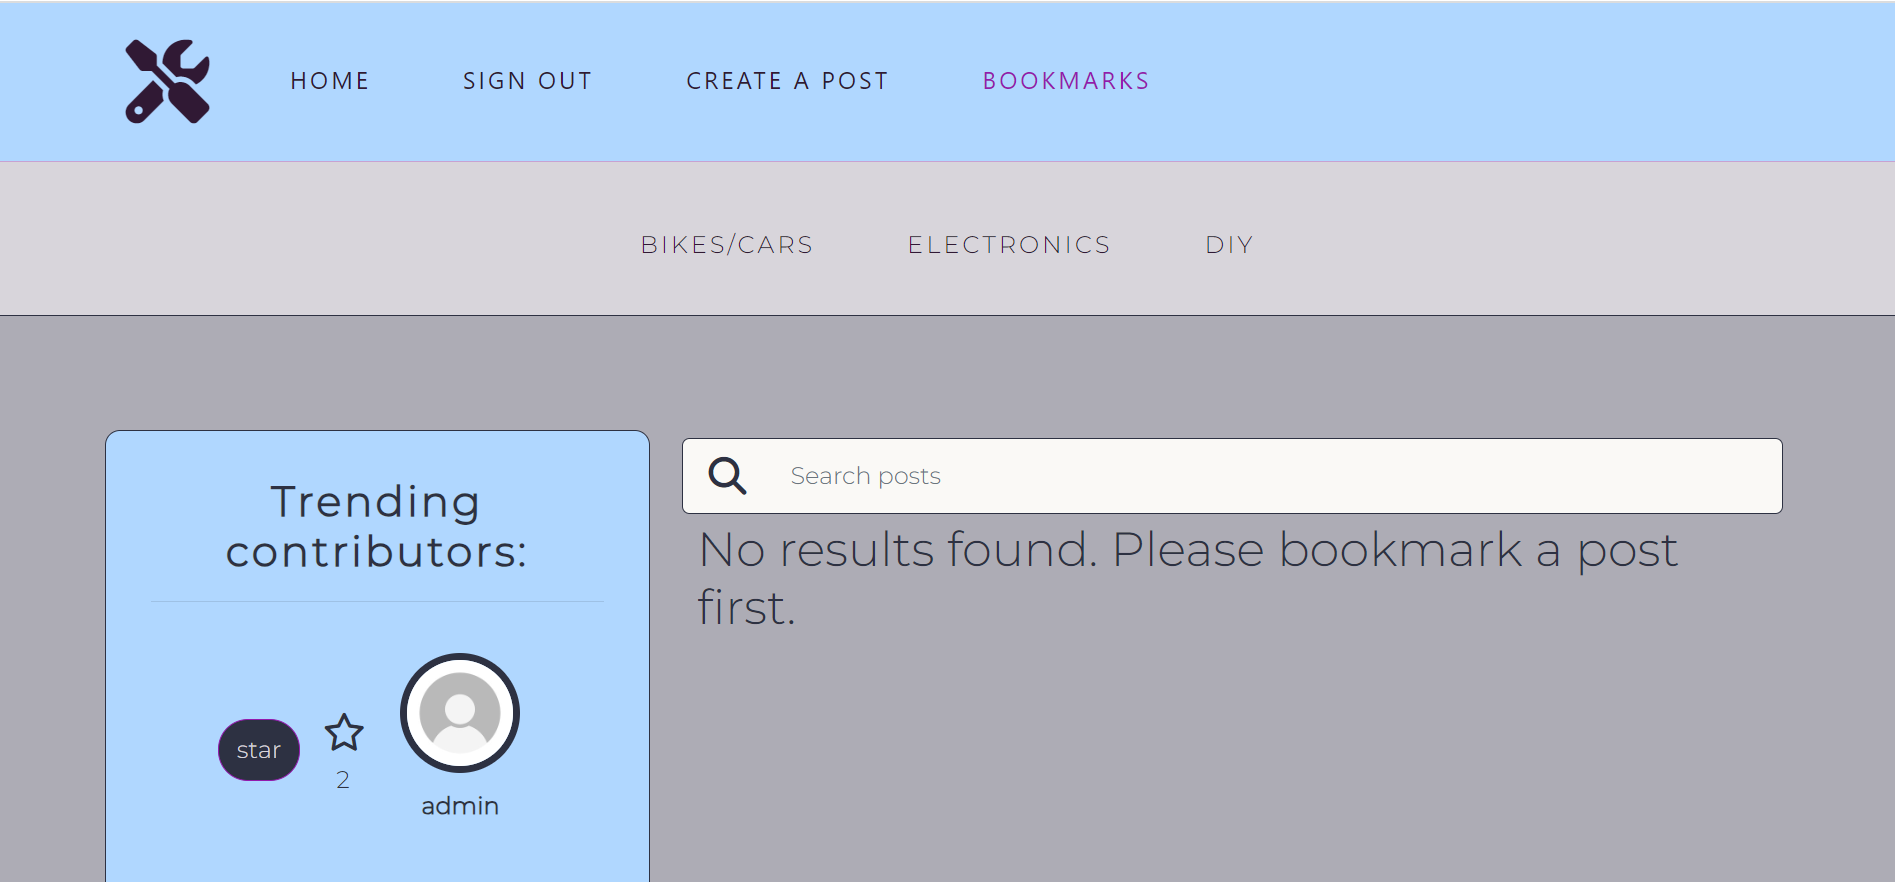 HOME SIGN OUT CREATE A POST BOOKMARKS
BIKES/CARS ELECTRONICS DIY
Trending
contributors:
star
2
admin
Search posts
No results found. Please bookmark a post
first.